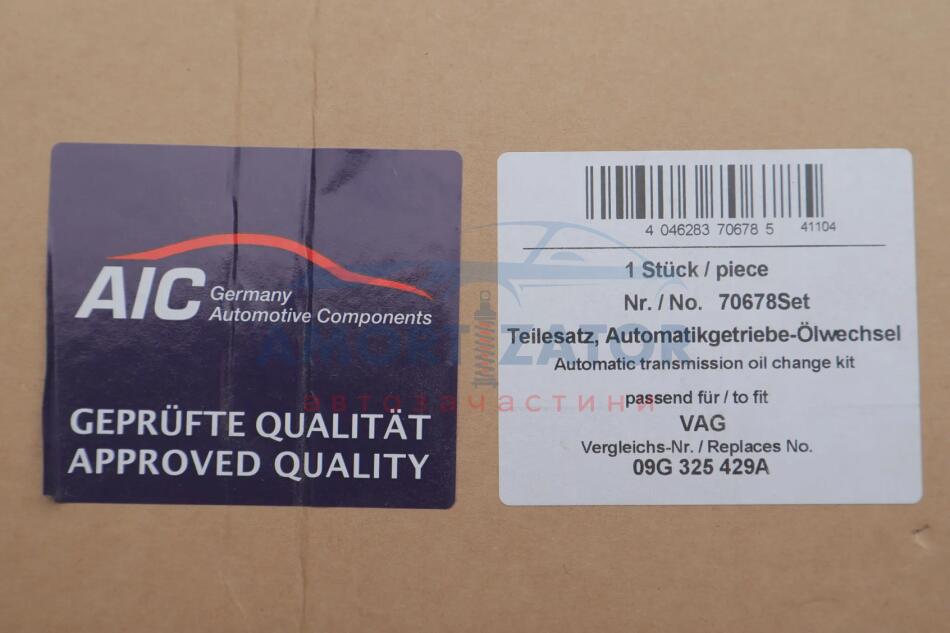 AIC
Germany
Automotive Components
GEPRÜFTE QUALITÄT
APPROVED QUALITY
4 046283 70678 5
41104
1 Stück / piece
Nr. / No. 70678Set
Teilesatz, Automatikgetriebe-Ölwechsel
Automatic transmission oil change kit
passend für / to fit
VAG
Vergleichs-Nr. / Replaces No.
09G 325 429A
AMORTIZATOR
автозапчастини